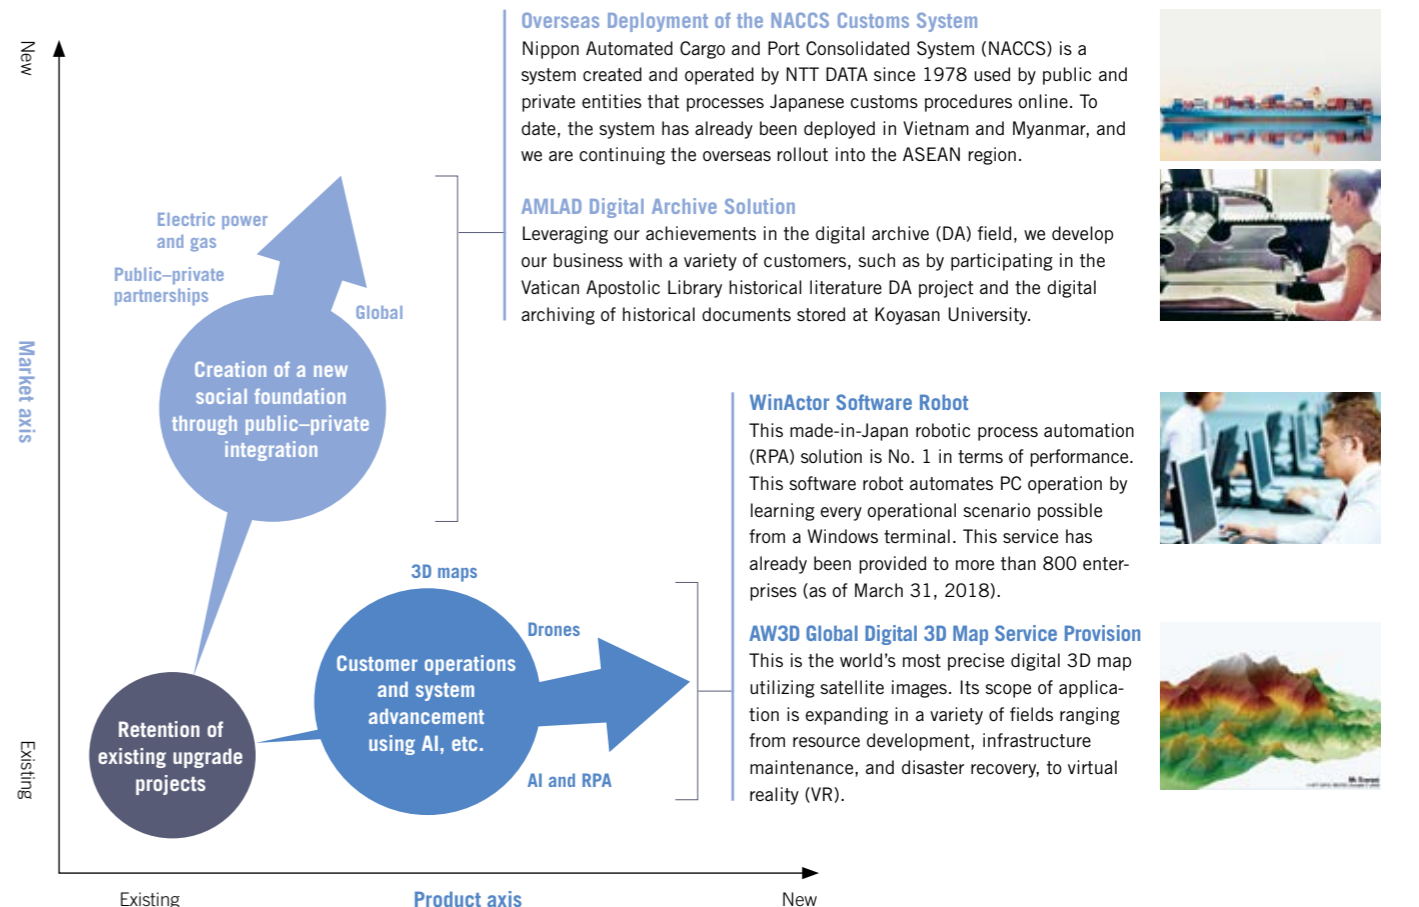 Overseas Deployment of the NACCS Customs System
Nippon Automated Cargo and Port Consolidated System (NACCS) is a
system created and operated by NTT DATA since 1978 used by public and
private entities that processes Japanese customs procedures online. To
date, the system has already been deployed in Vietnam and Myanmar, and
we are continuing the overseas rollout into the ASEAN region.
AMLAD Digital Archive Solution
Leveraging our achievements in the digital archive (DA) field, we develop
our business with a variety of customers, such as by participating in the
Vatican Apostolic Library historical literature DA project and the digital
archiving of historical documents stored at Koyasan University.
New
Market axis
Existing
Electric power
and gas
Public–private
partnerships
Global
Creation of a new
social foundation
through public–private
integration
WinActor Software Robot
This made-in-Japan robotic process automation
(RPA) solution is No. 1 in terms of performance.
This software robot automates PC operation by
learning every operational scenario possible
from a Windows terminal. This service has
already been provided to more than 800 enter-
prises (as of March 31, 2018).
3D maps
Drones
Customer operations
and system
advancement
using AI, etc.
AI and RPA
Retention of
existing upgrade
projects
AW3D Global Digital 3D Map Service Provision
This is the world's most precise digital 3D map
utilizing satellite images. Its scope of applica-
tion is expanding in a variety of fields ranging
from resource development, infrastructure
maintenance, and disaster recovery, to virtual
reality (VR).
Mt. Everest
Existing
Product axis
New